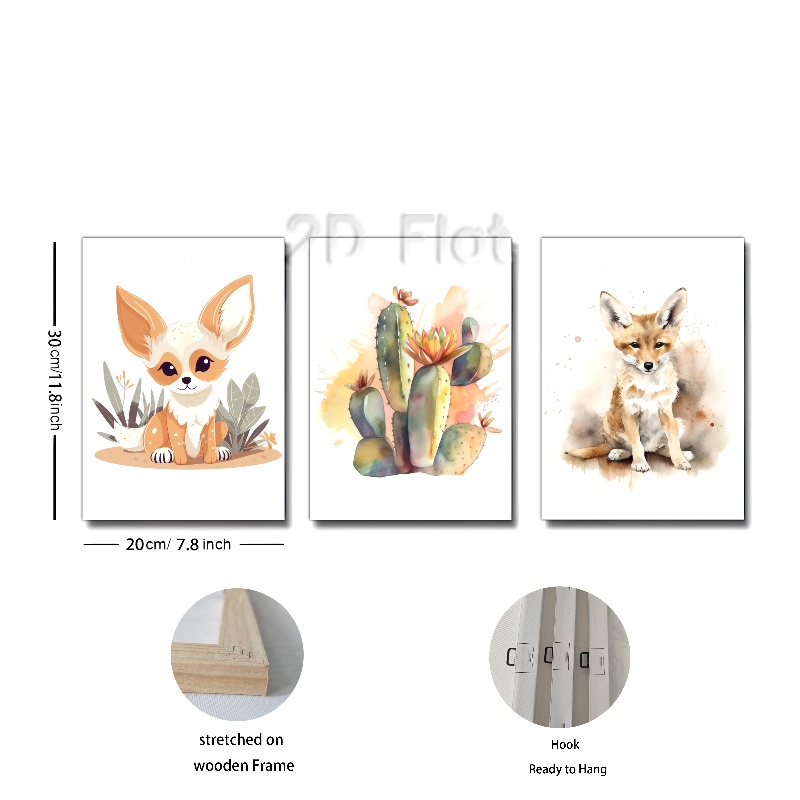 2D Flat
30cm/11.8inch
20cm/ 7.8 inch
stretched on
wooden Frame
Hook
Ready to Hang